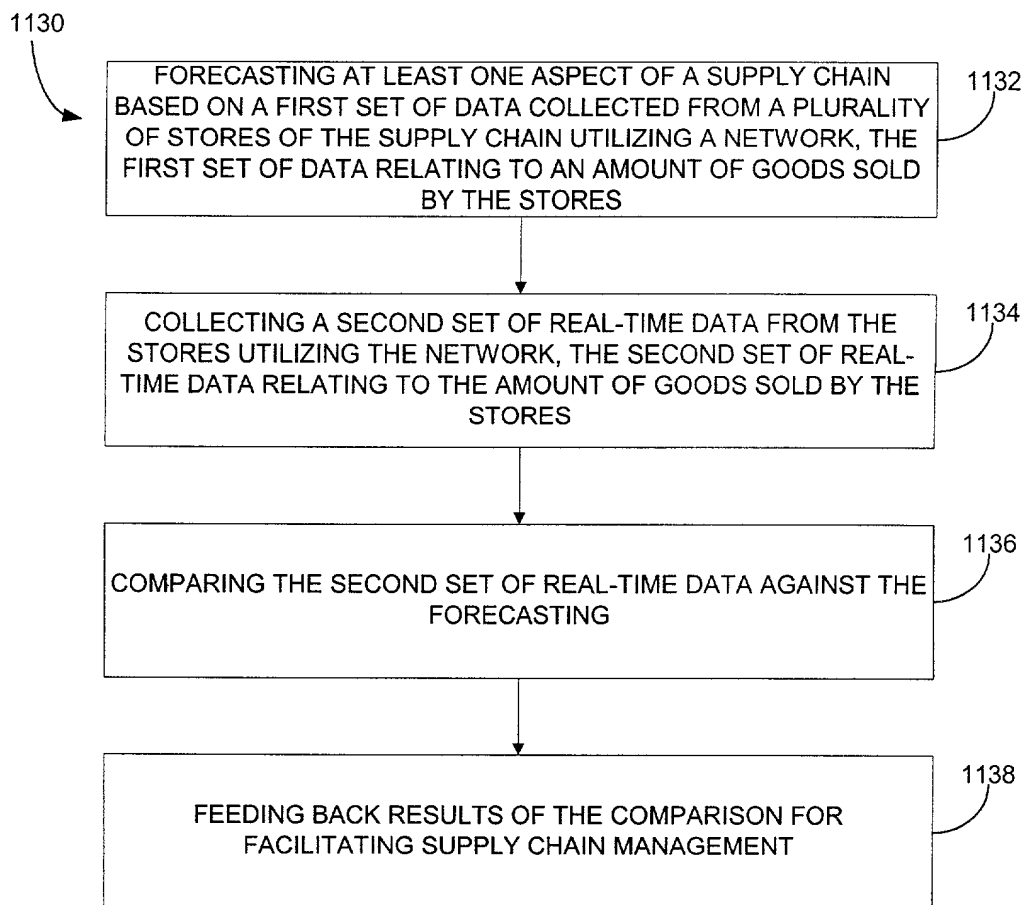 1130
FORECASTING AT LEAST ONE ASPECT OF A SUPPLY CHAIN
BASED ON A FIRST SET OF DATA COLLECTED FROM A PLURALITY
OF STORES OF THE SUPPLY CHAIN UTILIZING A NETWORK, THE
FIRST SET OF DATA RELATING TO AN AMOUNT OF GOODS SOLD
BY THE STORES
1132
COLLECTING A SECOND SET OF REAL-TIME DATA FROM THE
STORES UTILIZING THE NETWORK, THE SECOND SET OF REAL-
TIME DATA RELATING TO THE AMOUNT OF GOODS SOLD BY THE
STORES
1134
COMPARING THE SECOND SET OF REAL-TIME DATA AGAINST THE
FORECASTING
1136
FEEDING BACK RESULTS OF THE COMPARISON FOR
FACILITATING SUPPLY CHAIN MANAGEMENT
1138